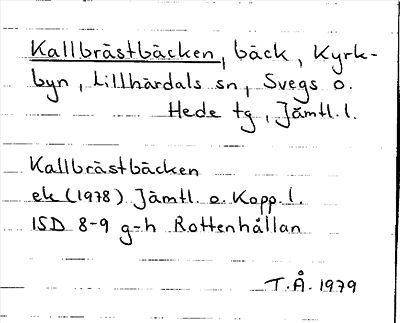 Kallbrästbäcken, bäck, Kyrk-
byn, Lillhärdals sn, Svegs o.
Hede tg, Jämtl. l.
Kallbrästbäcken
ek (1978) Jämtl. o. Kopp. l.
15D 8-9 g-h Rottenhållan
T.Å. 1979